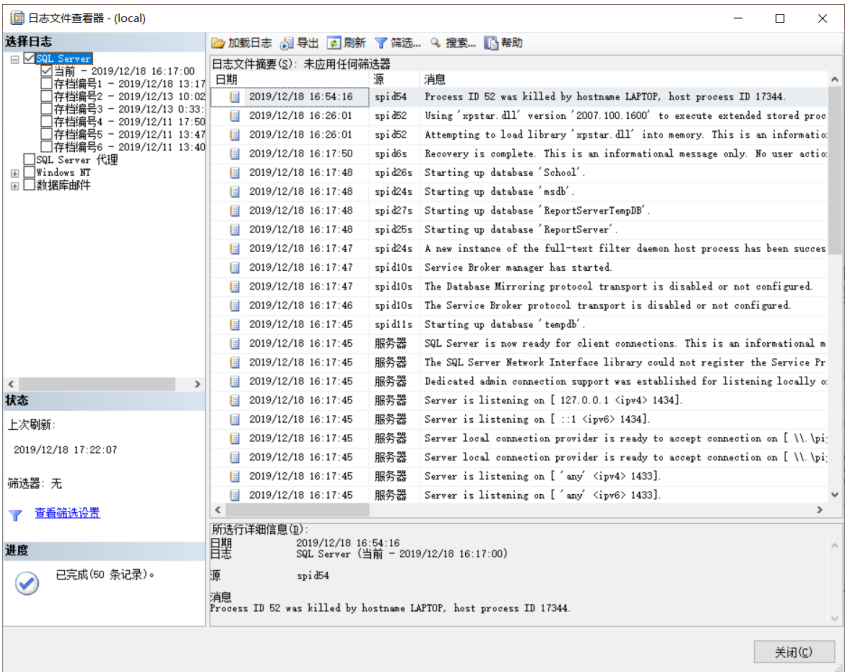 日志文件查看器 - (local)
选择日志
SQL Server
当前 - 2019/12/18 16:17:00
存档编号1 - 2019/12/18 13:17
存档编号2 - 2019/12/13 10:02
存档编号3 - 2019/12/13 0:33:
存档编号4 - 2019/12/11 17:50
存档编号5 - 2019/12/11 13:47
存档编号6 - 2019/12/11 13:40
SQL Server 代理
Windows NT
数据库邮件
状态
上次刷新:
2019/12/18 17:22:07
筛选器: 无
查看筛选设置
进度
已完成(50 条记录)。
加载日志 导出 刷新 筛选... 搜索... 帮助
日志文件摘要(S): 未应用任何筛选器
日期 源 消息
2019/12/18 16:54:16 spid54 Process ID 52 was killed by hostname LAPTOP, host process ID 17344.
2019/12/18 16:26:01 spid52 Using 'xpstar.dll' version '2007.100.1600' to execute extended stored proc
2019/12/18 16:26:01 spid52 Attempting to load library 'xpstar.dll' into memory. This is an informatio
2019/12/18 16:17:50 spid6s Recovery is complete. This is an informational message only. No user actio
2019/12/18 16:17:48 spid26s Starting up database 'School'.
2019/12/18 16:17:48 spid24s Starting up database 'msdb'.
2019/12/18 16:17:48 spid27s Starting up database 'ReportServerTempDB'.
2019/12/18 16:17:48 spid25s Starting up database 'ReportServer'.
2019/12/18 16:17:47 spid24s A new instance of the full-text filter daemon host process has been succes
2019/12/18 16:17:47 spid10s Service Broker manager has started.
2019/12/18 16:17:47 spid10s The Database Mirroring protocol transport is disabled or not configured.
2019/12/18 16:17:46 spid10s The Service Broker protocol transport is disabled or not configured.
2019/12/18 16:17:45 spid11s Starting up database 'tempdb'.
2019/12/18 16:17:45 服务器 SQL Server is now ready for client connections. This is an informational m
2019/12/18 16:17:45 服务器 The SQL Server Network Interface library could not register the Service Pr
2019/12/18 16:17:45 服务器 Dedicated admin connection support was established for listening locally o
2019/12/18 16:17:45 服务器 Server is listening on [ 127.0.0.1 <ipv4> 1434].
2019/12/18 16:17:45 服务器 Server is listening on [ ::1 <ipv6> 1434].
2019/12/18 16:17:45 服务器 Server local connection provider is ready to accept connection on [ \\.\pi
2019/12/18 16:17:45 服务器 Server local connection provider is ready to accept connection on [ \\.\pi
2019/12/18 16:17:45 服务器 Server is listening on [ 'any' <ipv4> 1433].
2019/12/18 16:17:45 服务器 Server is listening on [ 'any' <ipv6> 1433].
所选行详细信息(D):
日期 2019/12/18 16:54:16
日志 SQL Server (当前 - 2019/12/18 16:17:00)
源 spid54
消息
Process ID 52 was killed by hostname LAPTOP, host process ID 17344.
关闭(C)